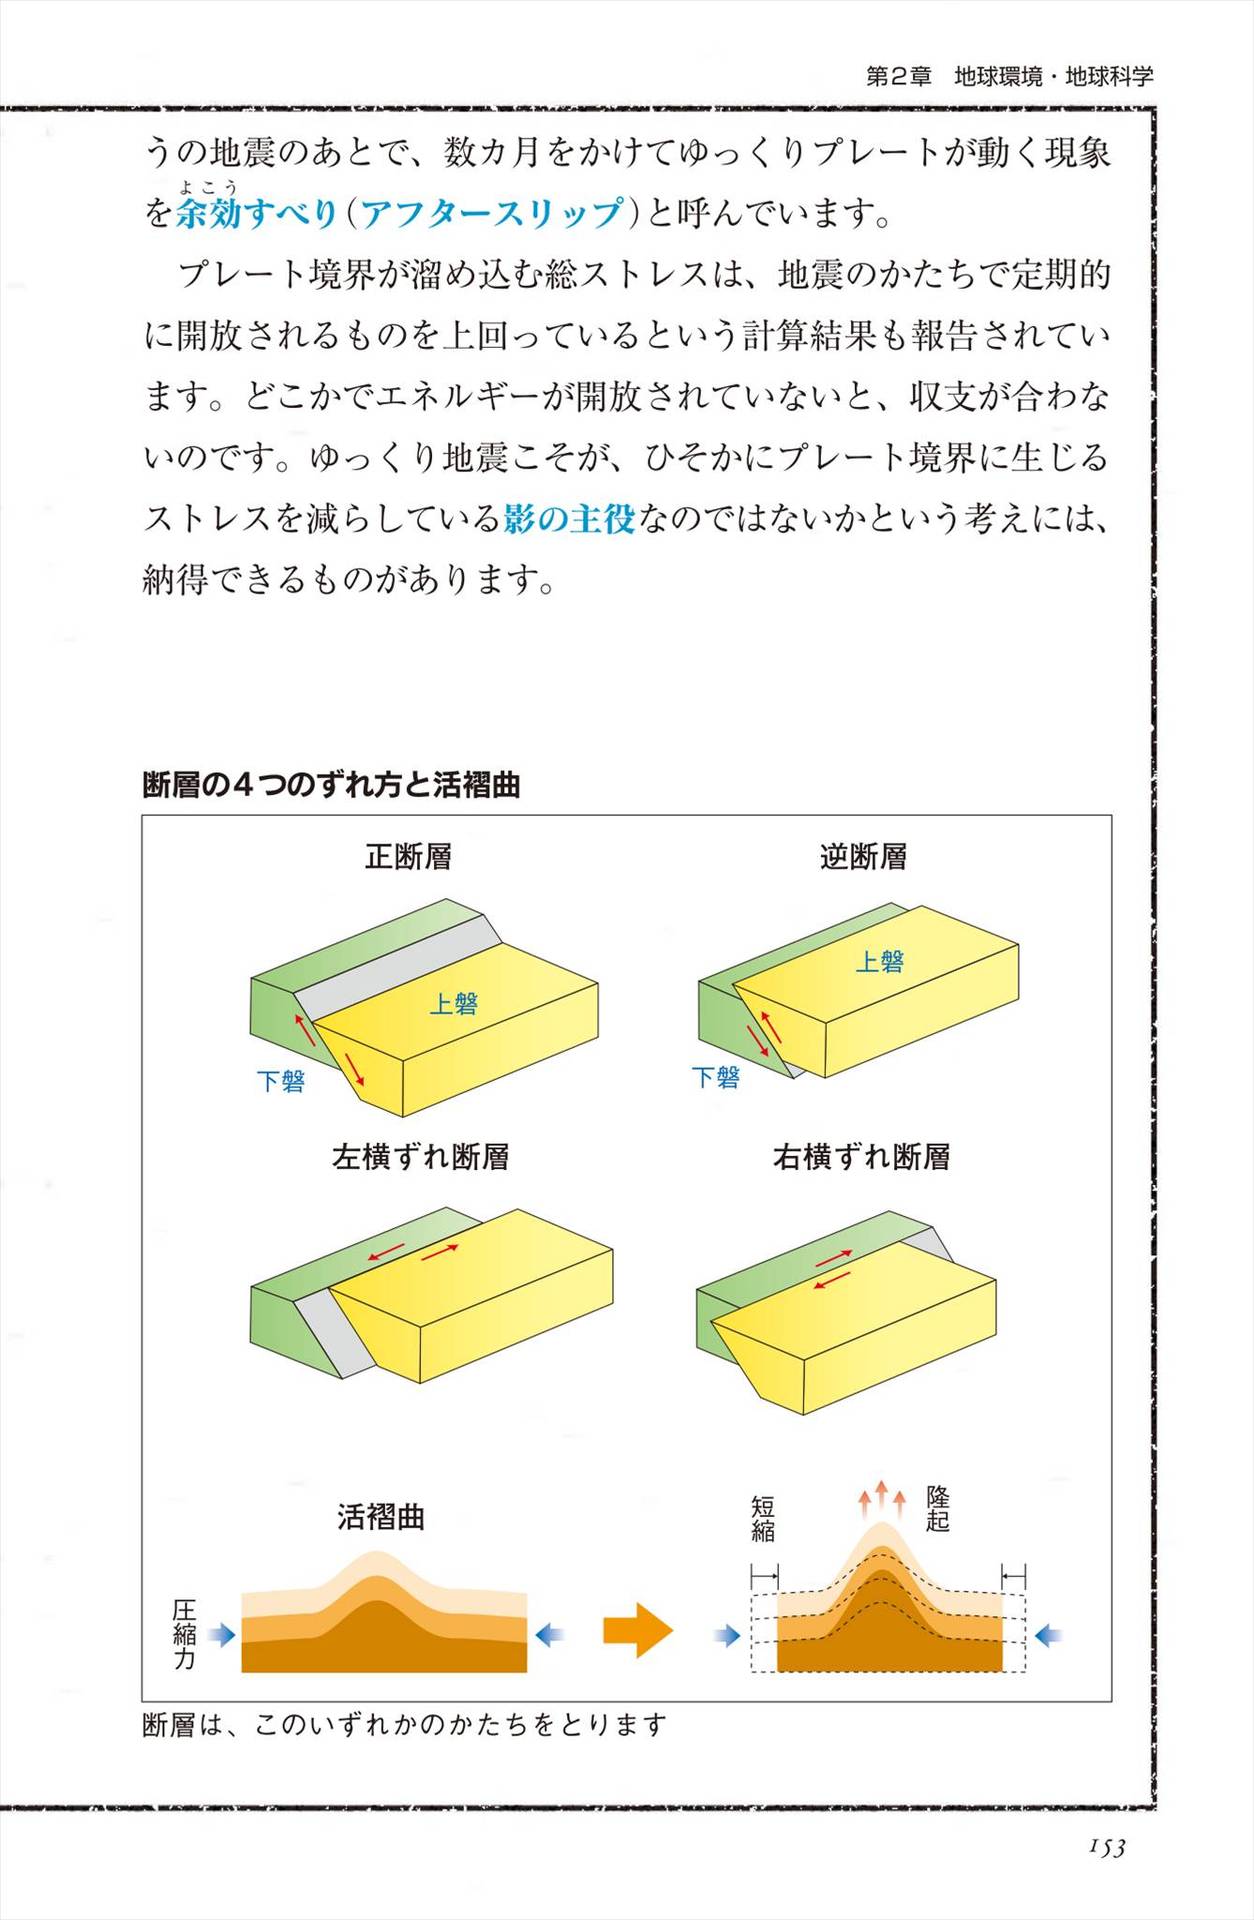 第2章　地球環境・地球科学
うの地震のあとで、数カ月をかけてゆっくりプレートが動く現象
よこう
を余効すべり(アフタースリップ)と呼んでいます。
　プレート境界が溜め込む総ストレスは、地震のかたちで定期的
に開放されるものを上回っているという計算結果も報告されてい
ます。どこかでエネルギーが開放されていないと、収支が合わな
いのです。ゆっくり地震こそが、ひそかにプレート境界に生じる
ストレスを減らしている影の主役なのではないかという考えには、
納得できるものがあります。
断層の4つのずれ方と活褶曲
正断層
上磐
下磐
逆断層
上磐
下磐
左横ずれ断層
右横ずれ断層
活褶曲
圧縮力
短縮
隆起
断層は、このいずれかのかたちをとります
153